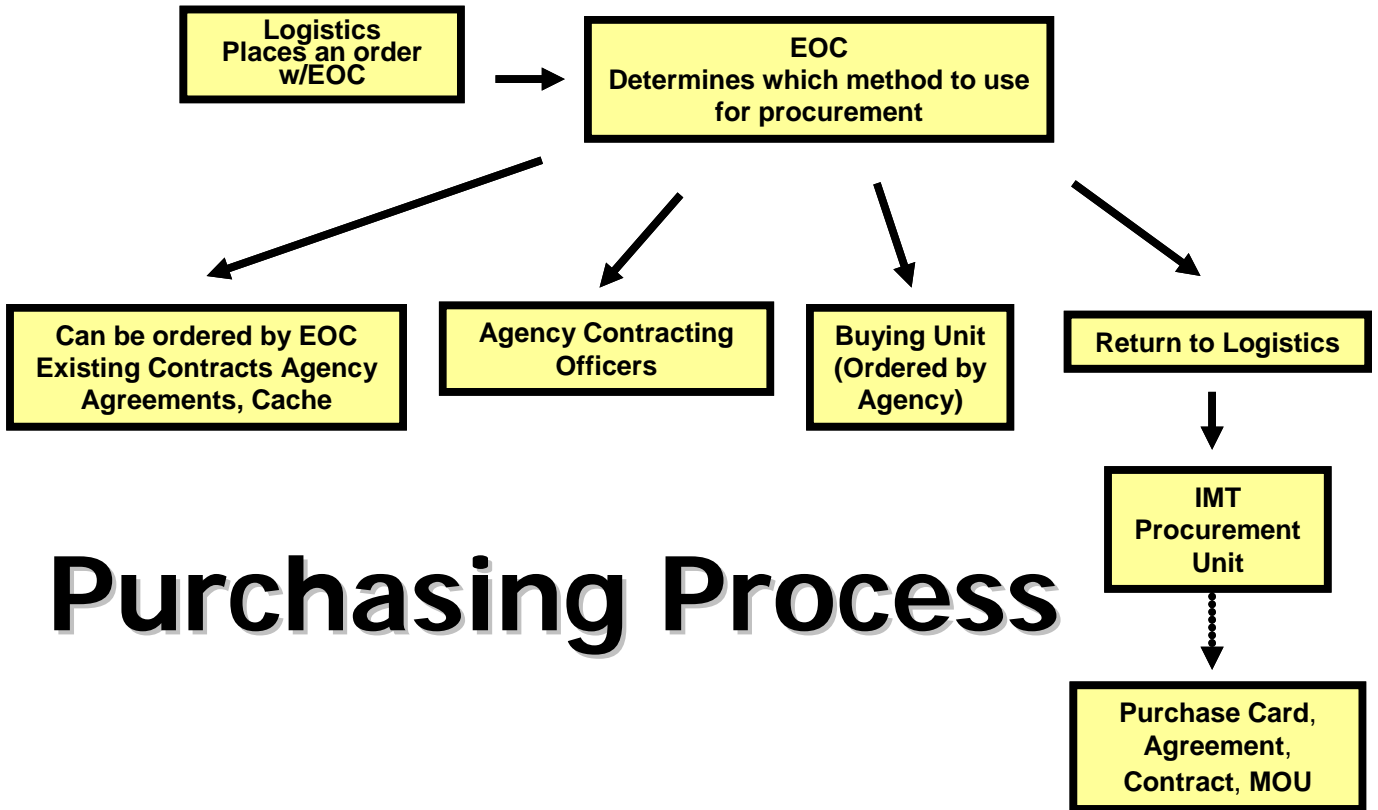 Logistics
Places an order
w/EOC
EOC
Determines which method to use
for procurement
Can be ordered by EOC
Existing Contracts Agency
Agreements, Cache
Agency Contracting
Officers
Buying Unit
(Ordered by
Agency)
Return to Logistics
IMT
Procurement
Unit
Purchasing Process
Purchase Card,
Agreement,
Contract, MOU